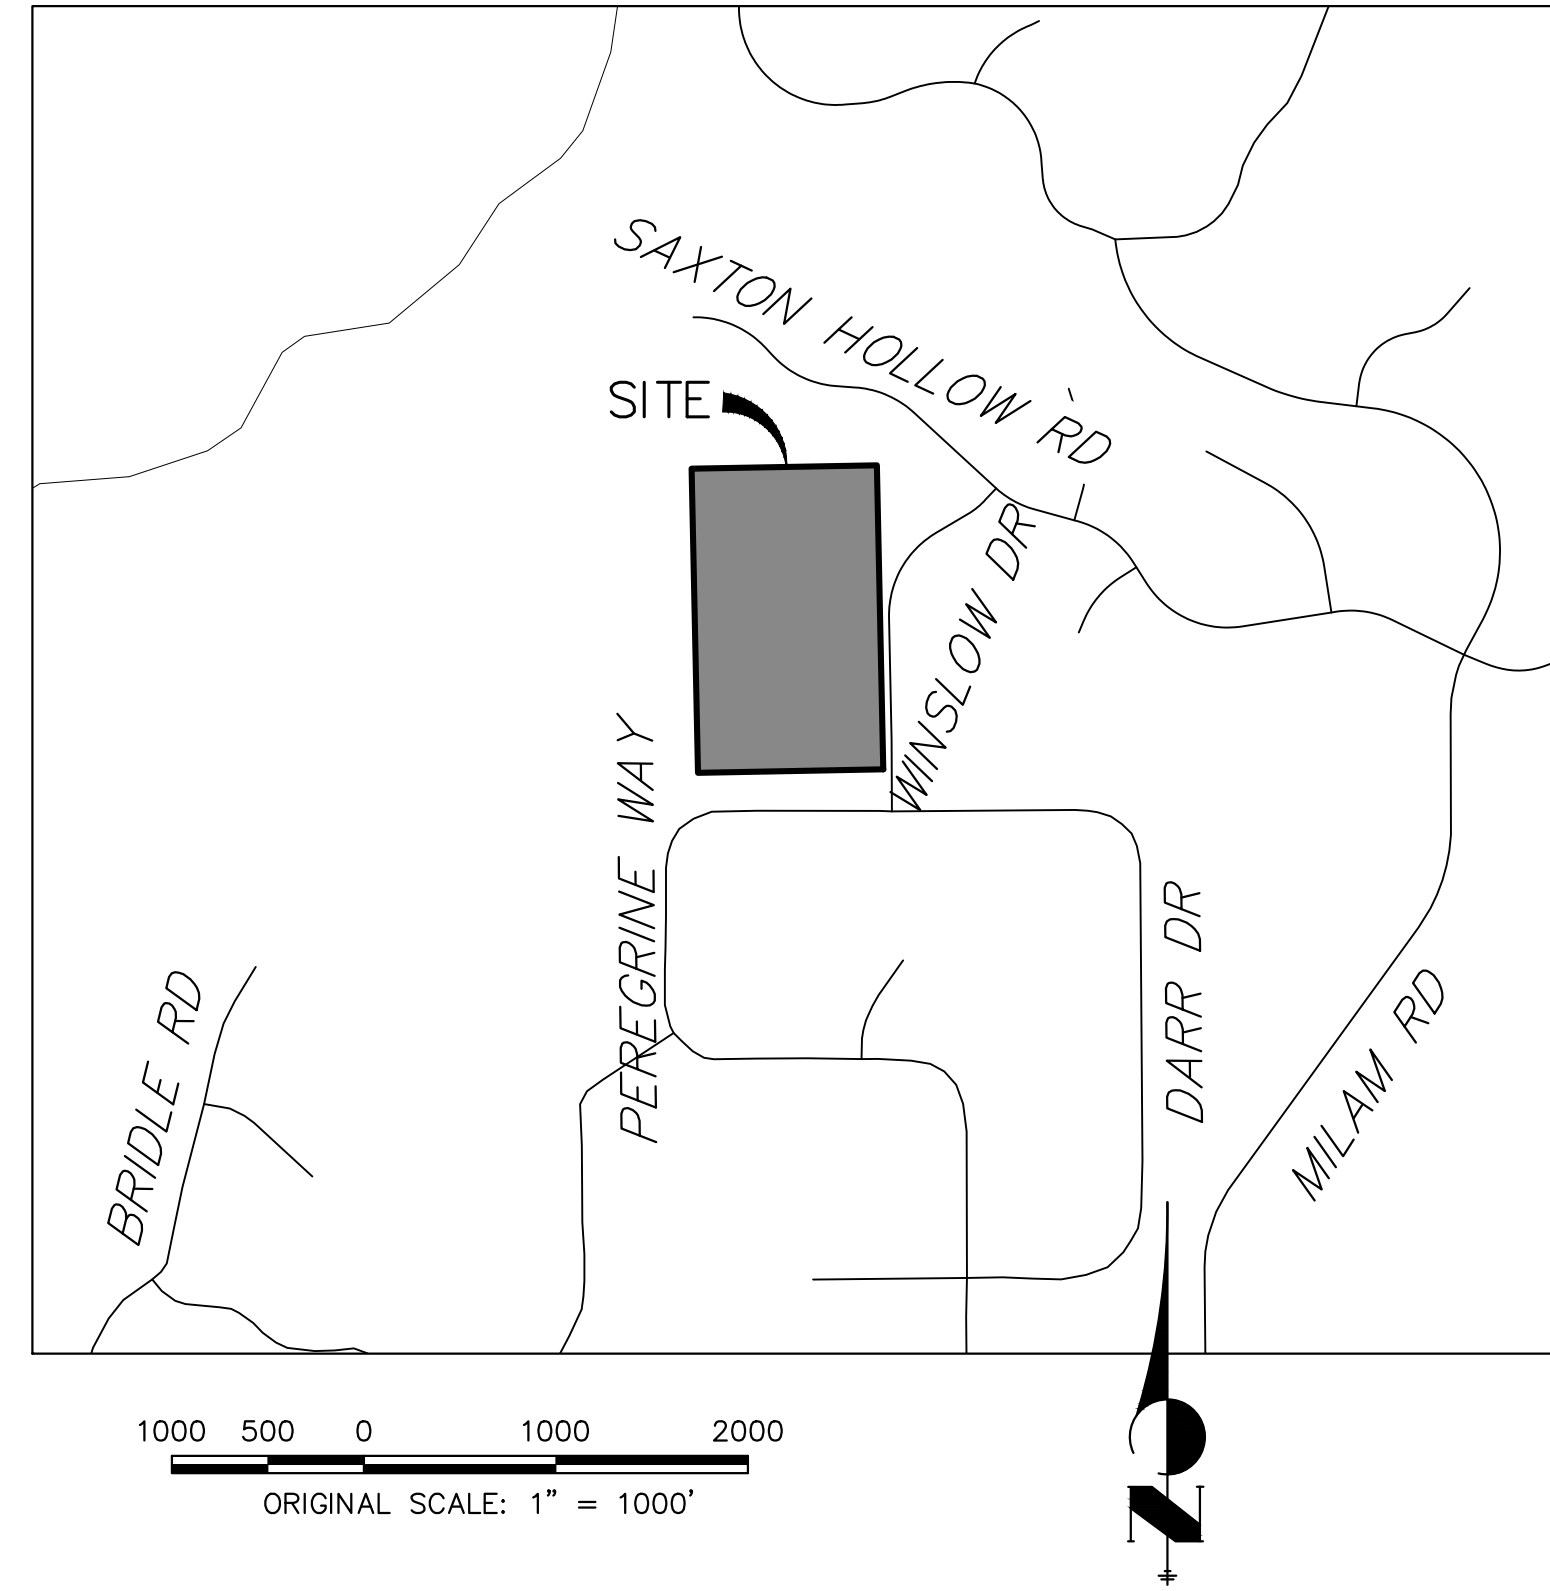 SAXTON HOLLOW RD
SITE
WINSLOW DR
PEREGRINE WAY
DARR DR
BRIDLE RD
MILAM RD
1000 500 0 1000 2000
ORIGINAL SCALE: 1" = 1000'
N